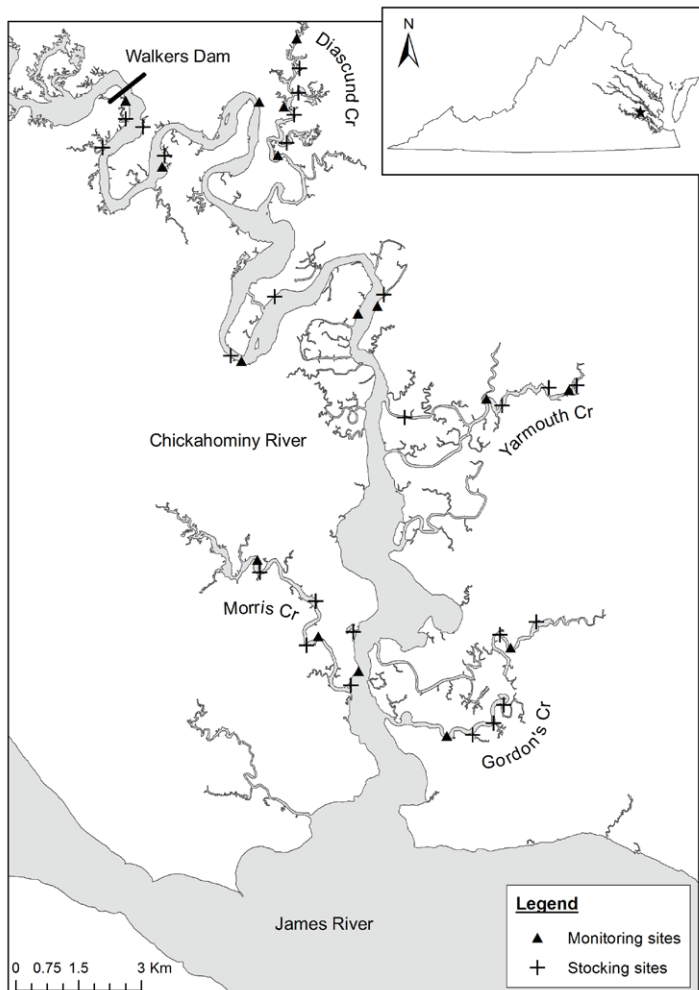 Walkers Dam
Diascund Cr
N
Chickahominy River
Yarmouth Cr
Morris Cr
Gordon's Cr
James River
Legend
Monitoring sites
Stocking sites
0 0.75 1.5 3 Km